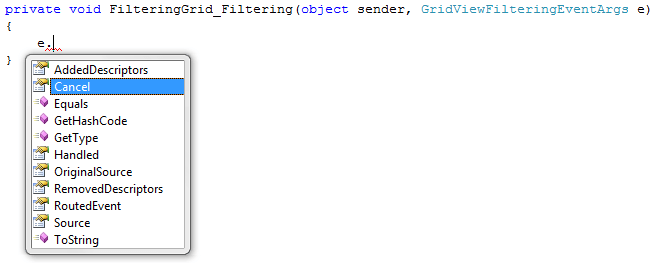 private void FilteringGrid_Filtering(object sender, GridViewFilteringEventArgs e)
{
e.
}
AddedDescriptors
Cancel
Equals
GetHashCode
GetType
Handled
OriginalSource
RemovedDescriptors
RoutedEvent
Source
ToString